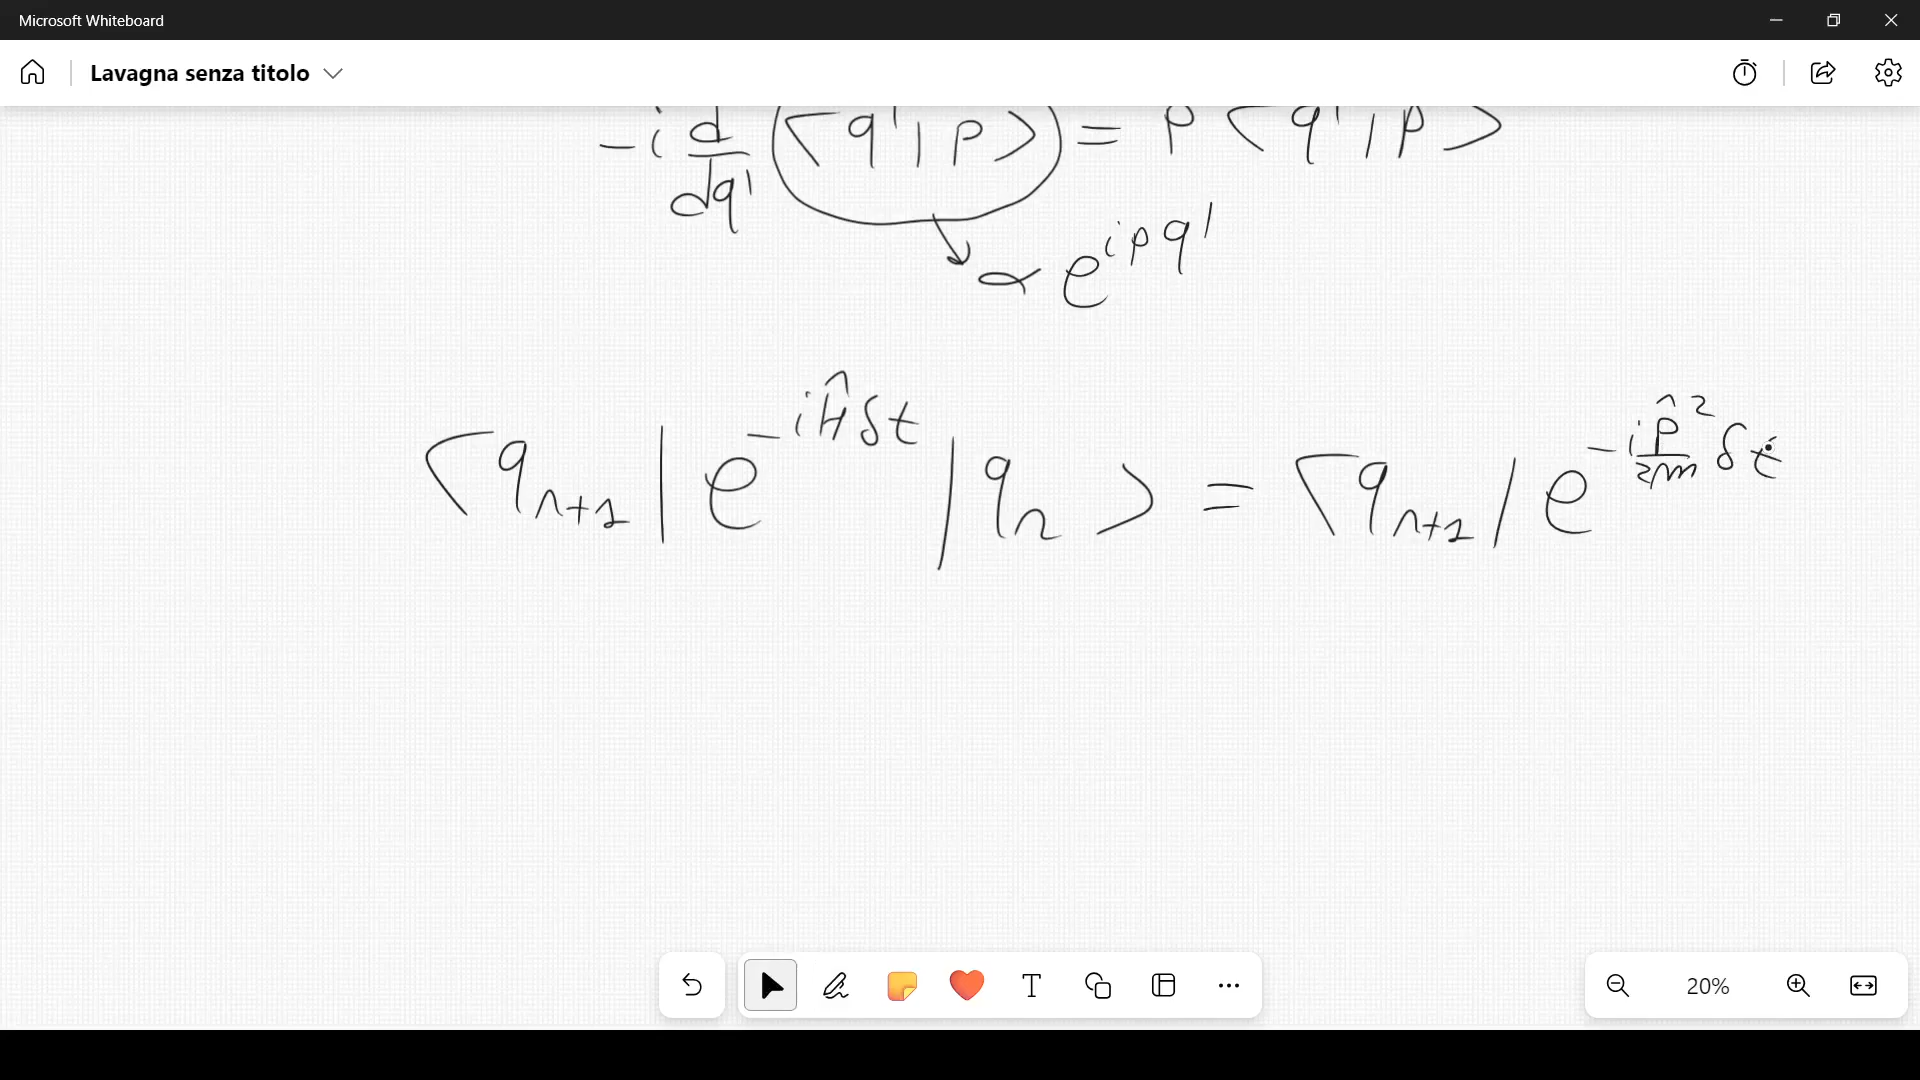 Microsoft Whiteboard
Lavagna senza titolo
-i d/dq' (<q'|p>) = p <q'|p>
∝ e^{ipq'}
<q_{n+1}| e^{-iĤδt} |q_n> = <q_{n+1}| e^{-i p̂²/2m δt}
20%